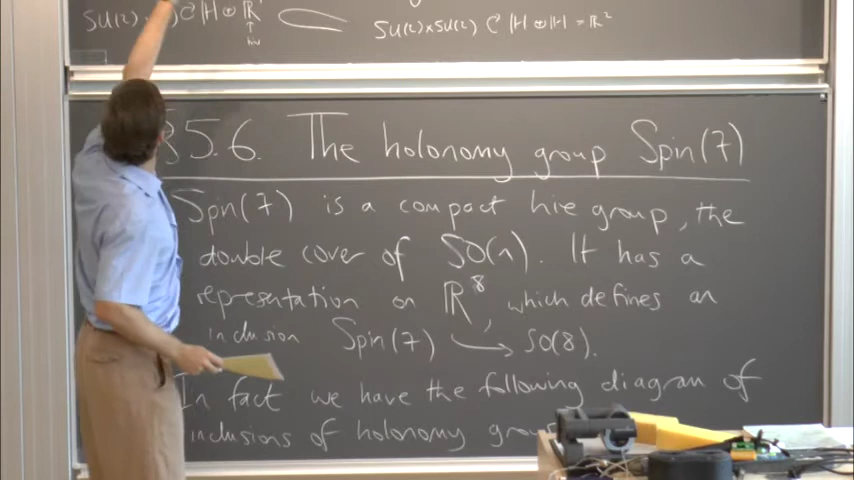 SU(2) ℂ ℍ ⊕ ℝ
SU(2)×SU(2) ℂ ℍ ⊕ ℍ = ℝ²
§5.6. The holonomy group Spin(7)
Spin(7) is a compact Lie group, the
double cover of SO(n). It has a
representation on ℝ⁸, which defines an
inclusion Spin(7) ↪ SO(8).
In fact we have the following diagram of
inclusions of holonomy